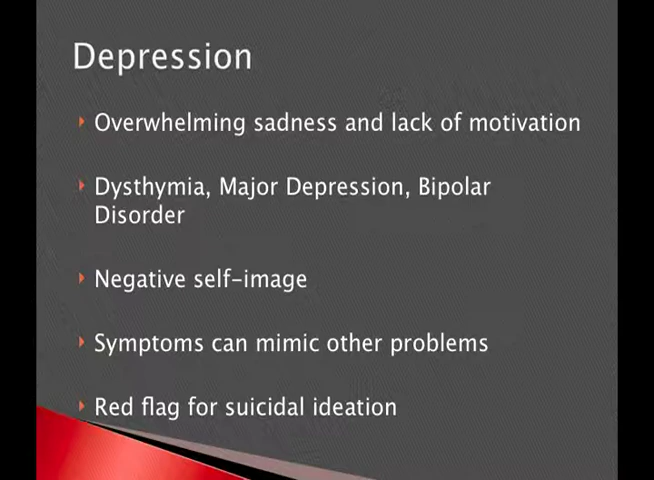 Depression
Overwhelming sadness and lack of motivation
Dysthymia, Major Depression, Bipolar
Disorder
Negative self-image
Symptoms can mimic other problems
Red flag for suicidal ideation